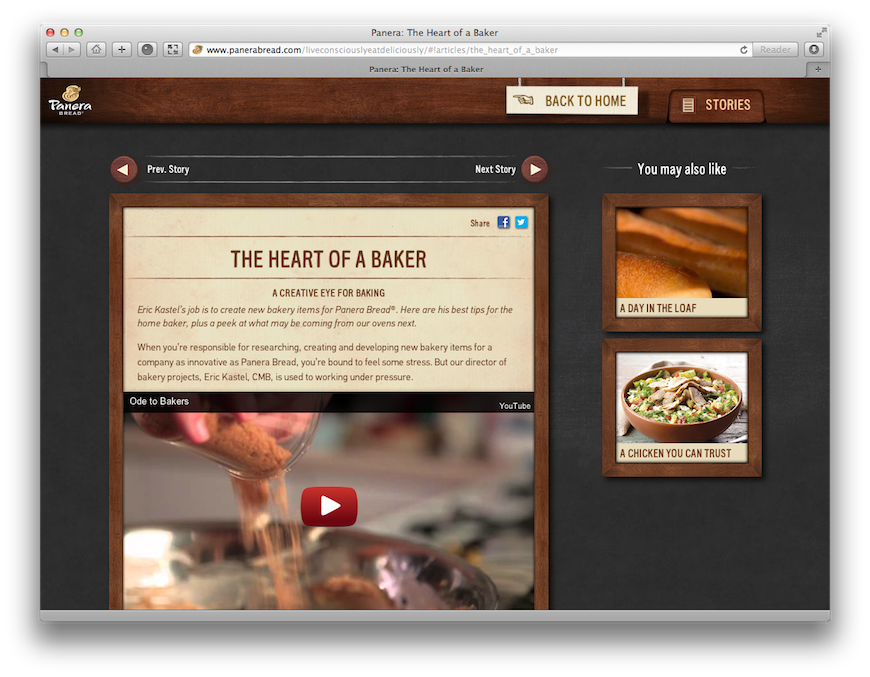 Panera: The Heart of a Baker
www.panerabread.com/liveconsciouslyeatdeliciously/#!articles/the_heart_of_a_baker
Reader
Panera: The Heart of a Baker
Panera
BREAD®
BACK TO HOME
STORIES
Prev. Story
Next Story
You may also like
Share
THE HEART OF A BAKER
A CREATIVE EYE FOR BAKING
Eric Kastel's job is to create new bakery items for Panera Bread®. Here are his best tips for the
home baker, plus a peek at what may be coming from our ovens next.
When you're responsible for researching, creating and developing new bakery items for a
company as innovative as Panera Bread, you're bound to feel some stress. But our director of
bakery projects, Eric Kastel, CMB, is used to working under pressure.
Ode to Bakers
YouTube
A DAY IN THE LOAF
A CHICKEN YOU CAN TRUST